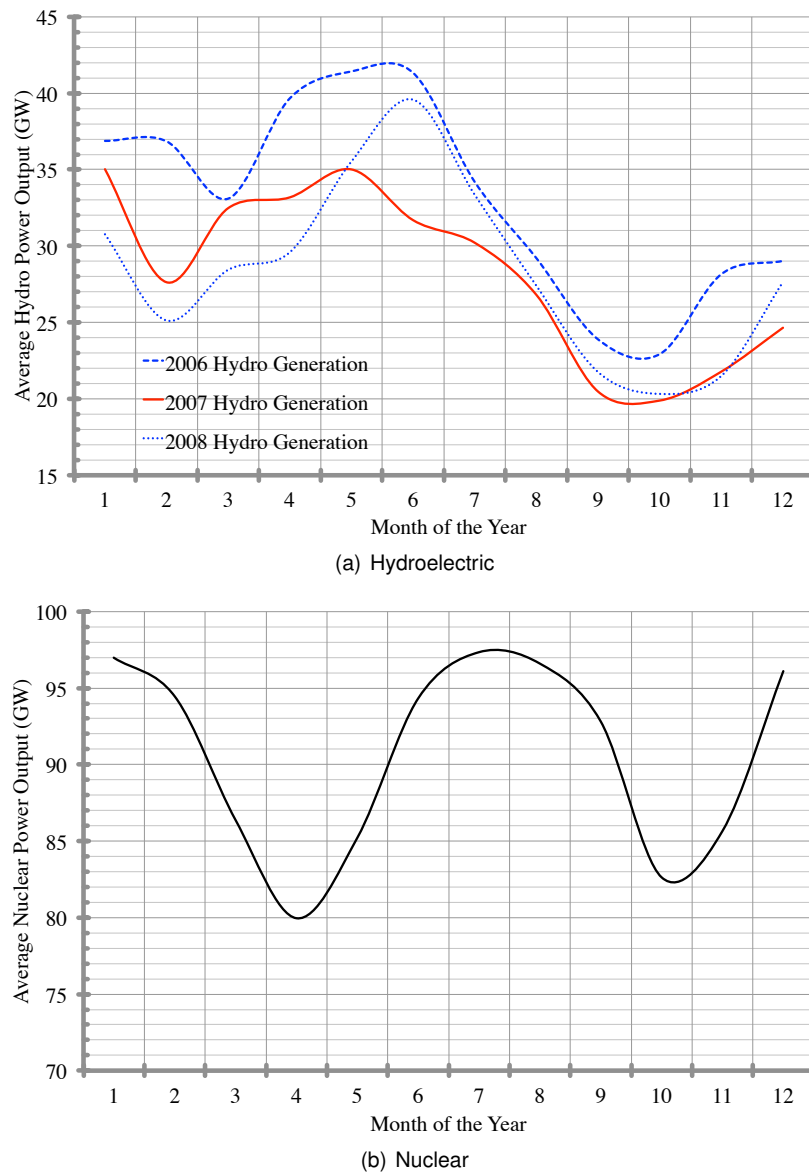 45
40
35
30
25
20
15
Average Hydro Power Output (GW)
2006 Hydro Generation
2007 Hydro Generation
2008 Hydro Generation
1 2 3 4 5 6 7 8 9 10 11 12
Month of the Year
(a) Hydroelectric
100
95
90
85
80
75
70
Average Nuclear Power Output (GW)
1 2 3 4 5 6 7 8 9 10 11 12
Month of the Year
(b) Nuclear